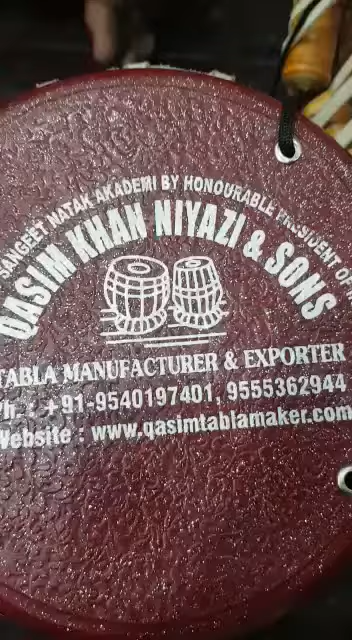 SANGEET NATAK AKADEMI BY HONOURABLE PRESIDENT OF
QASIM KHAN NIYAZI & SONS
TABLA MANUFACTURER & EXPORTER
Ph. : +91-9540197401, 9555362944
Website : www.qasimtablamaker.com